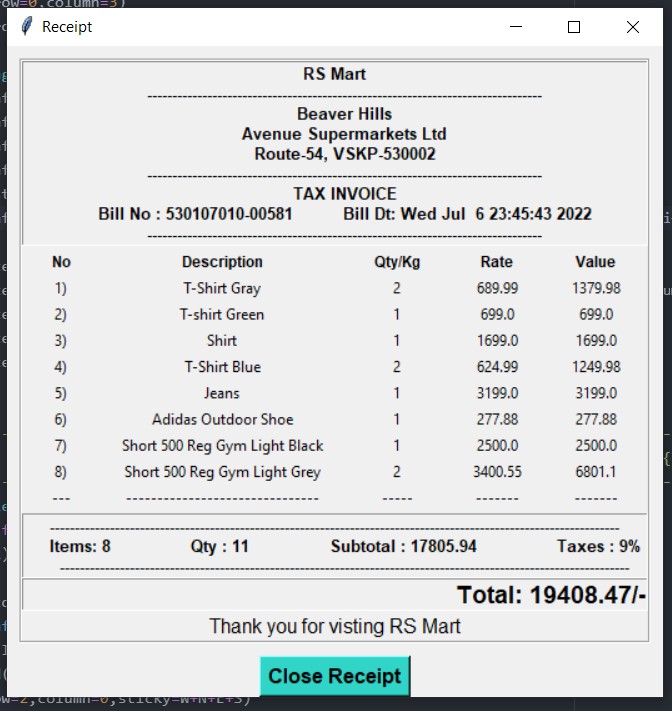 row=0,column=3)
Receipt
RS Mart
Beaver Hills
Avenue Supermarkets Ltd
Route-54, VSKP-530002
TAX INVOICE
Bill No : 530107010-00581 Bill Dt: Wed Jul 6 23:45:43 2022
No Description Qty/Kg Rate Value
1) T-Shirt Gray 2 689.99 1379.98
2) T-shirt Green 1 699.0 699.0
3) Shirt 1 1699.0 1699.0
4) T-Shirt Blue 2 624.99 1249.98
5) Jeans 1 3199.0 3199.0
6) Adidas Outdoor Shoe 1 277.88 277.88
7) Short 500 Reg Gym Light Black 1 2500.0 2500.0
8) Short 500 Reg Gym Light Grey 2 3400.55 6801.1
--- ------------------------------ ----- ------- -------
Items: 8 Qty : 11 Subtotal : 17805.94 Taxes : 9%
Total: 19408.47/-
Thank you for visting RS Mart
Close Receipt